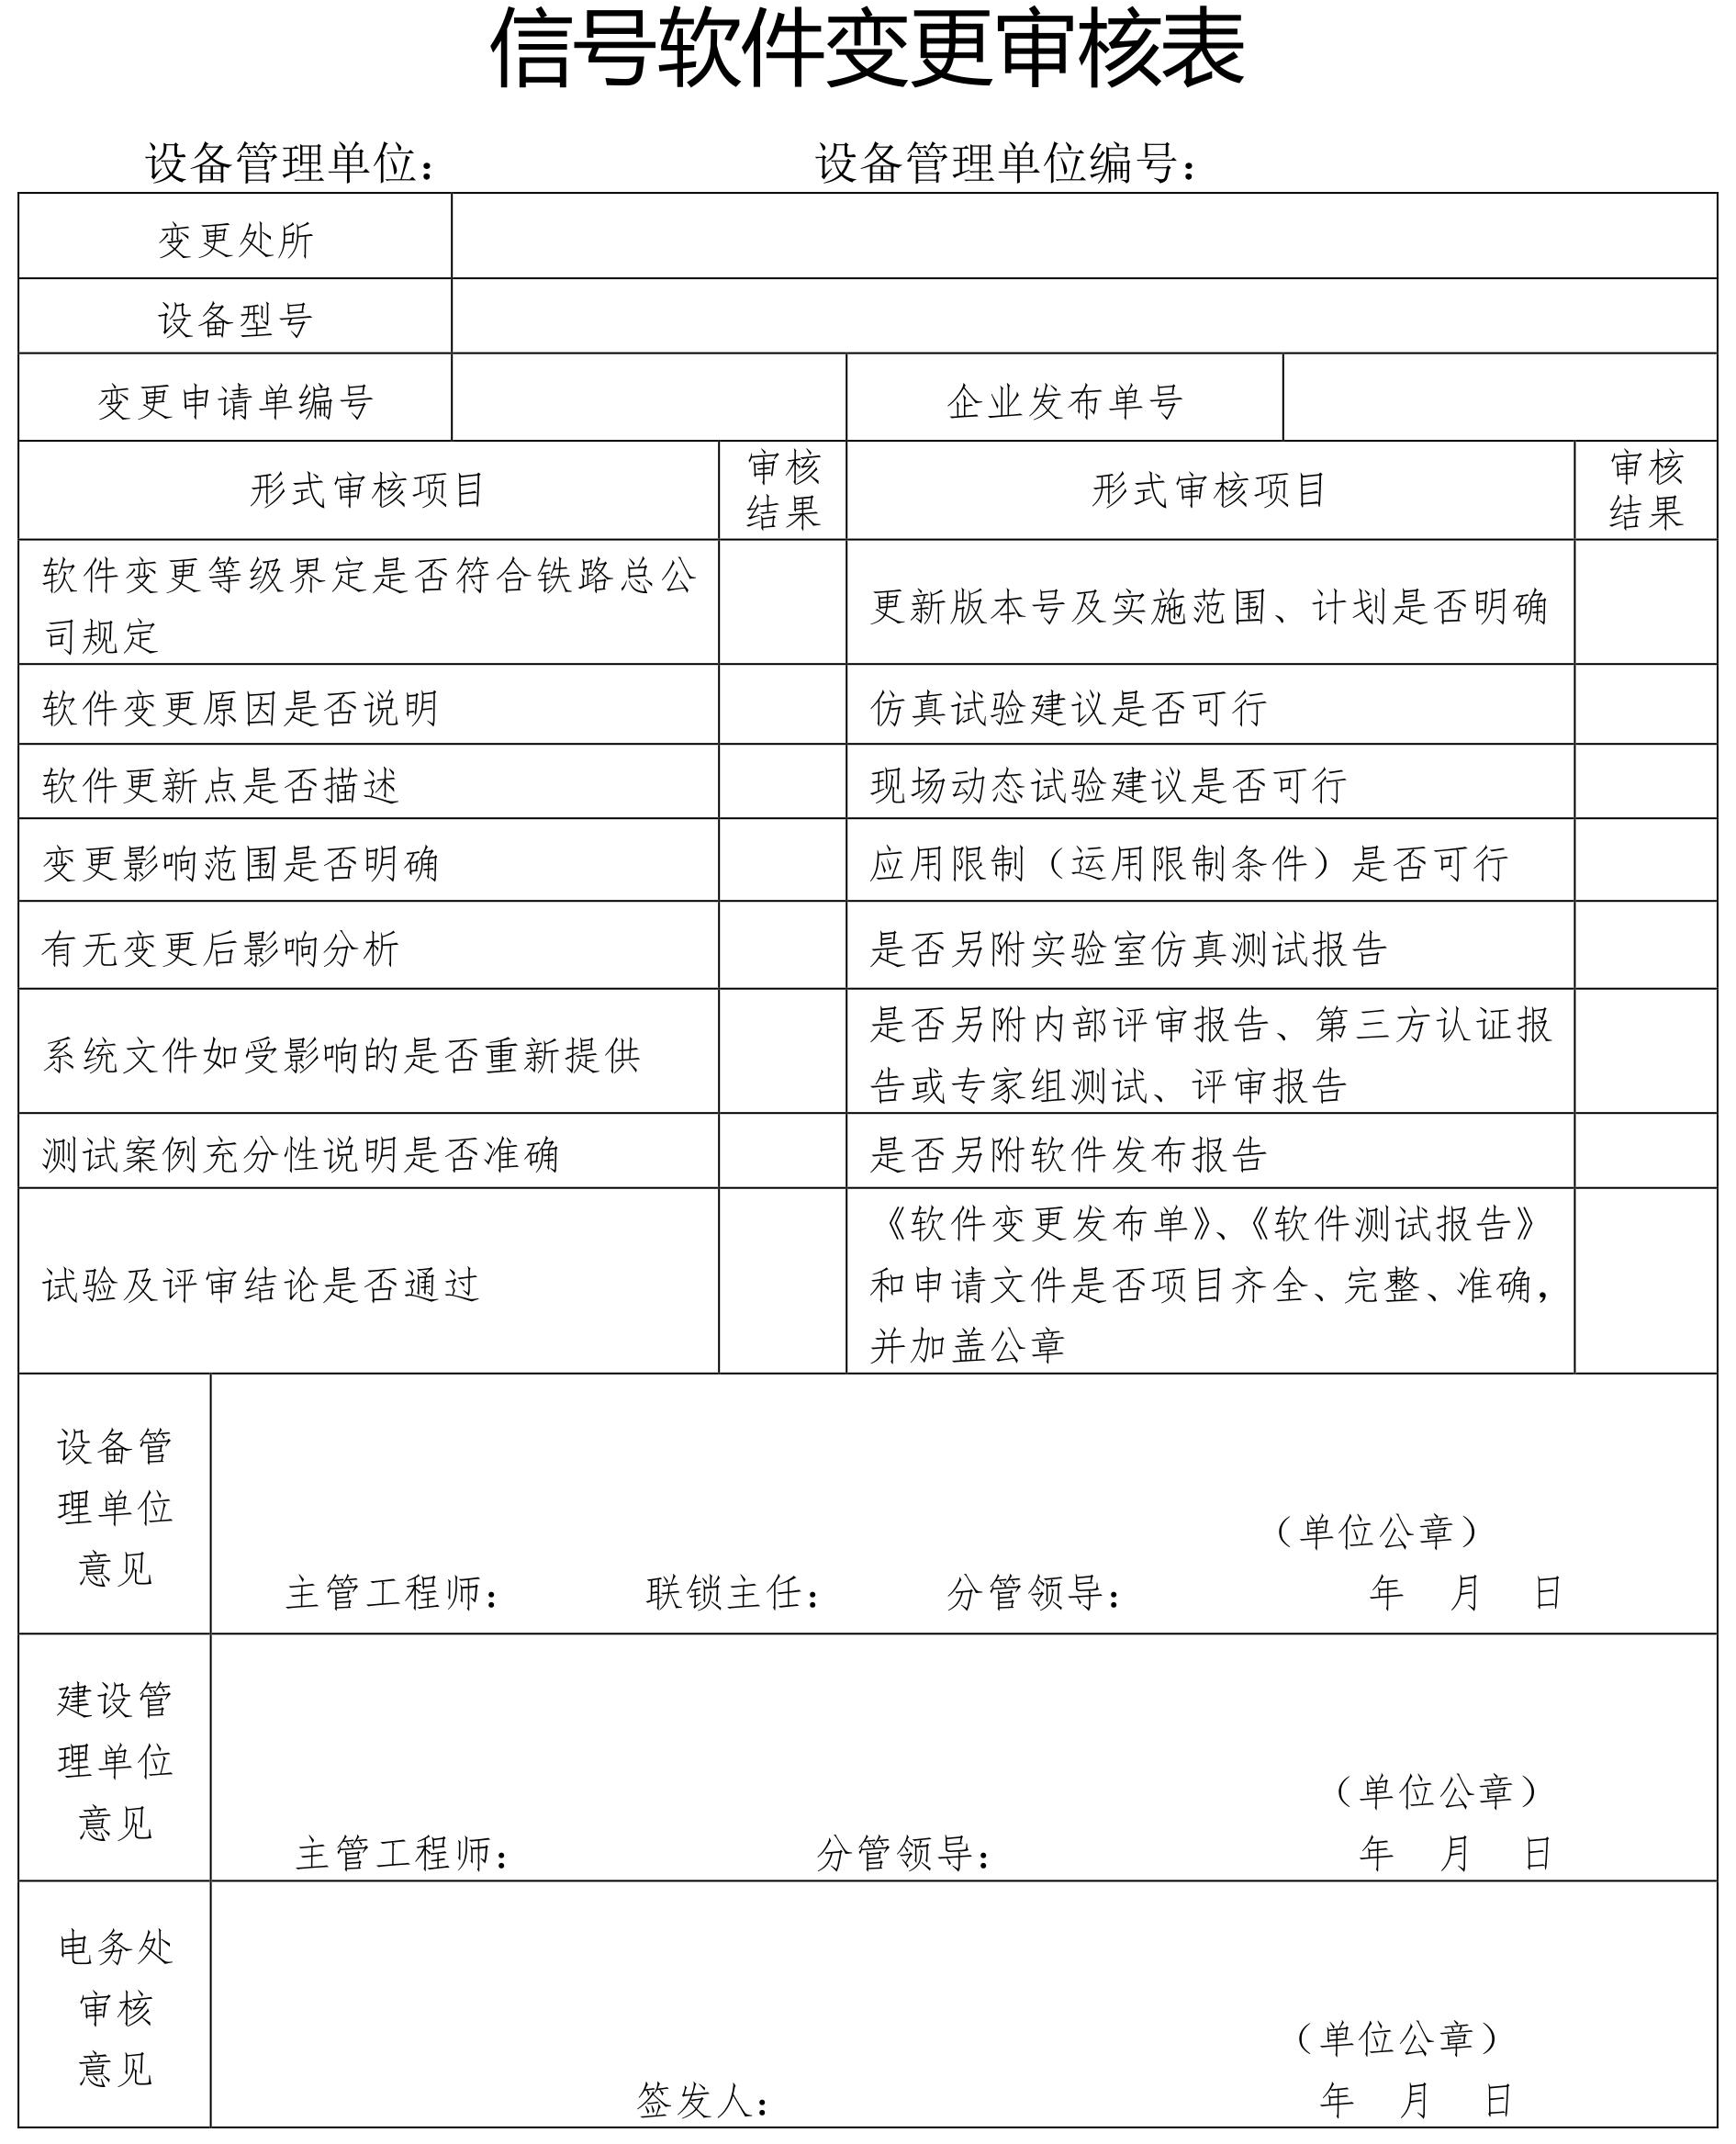 信号软件变更审核表
设备管理单位： 设备管理单位编号：
变更处所
设备型号
变更申请单编号 企业发布单号
形式审核项目 审核 形式审核项目 审核
结果 结果
软件变更等级界定是否符合铁路总公
司规定
更新版本号及实施范围、计划是否明确
软件变更原因是否说明 仿真试验建议是否可行
软件更新点是否描述 现场动态试验建议是否可行
变更影响范围是否明确 应用限制（运用限制条件）是否可行
有无变更后影响分析 是否另附实验室仿真测试报告
系统文件如受影响的是否重新提供
是否另附内部评审报告、第三方认证报
告或专家组测试、评审报告
测试案例充分性说明是否准确 是否另附软件发布报告
试验及评审结论是否通过
《软件变更发布单》、《软件测试报告》
和申请文件是否项目齐全、完整、准确，
并加盖公章
设备管
理单位
意见
（单位公章）
主管工程师： 联锁主任： 分管领导： 年 月 日
建设管
理单位
意见
（单位公章）
主管工程师： 分管领导： 年 月 日
电务处
审核
意见
（单位公章）
签发人： 年 月 日